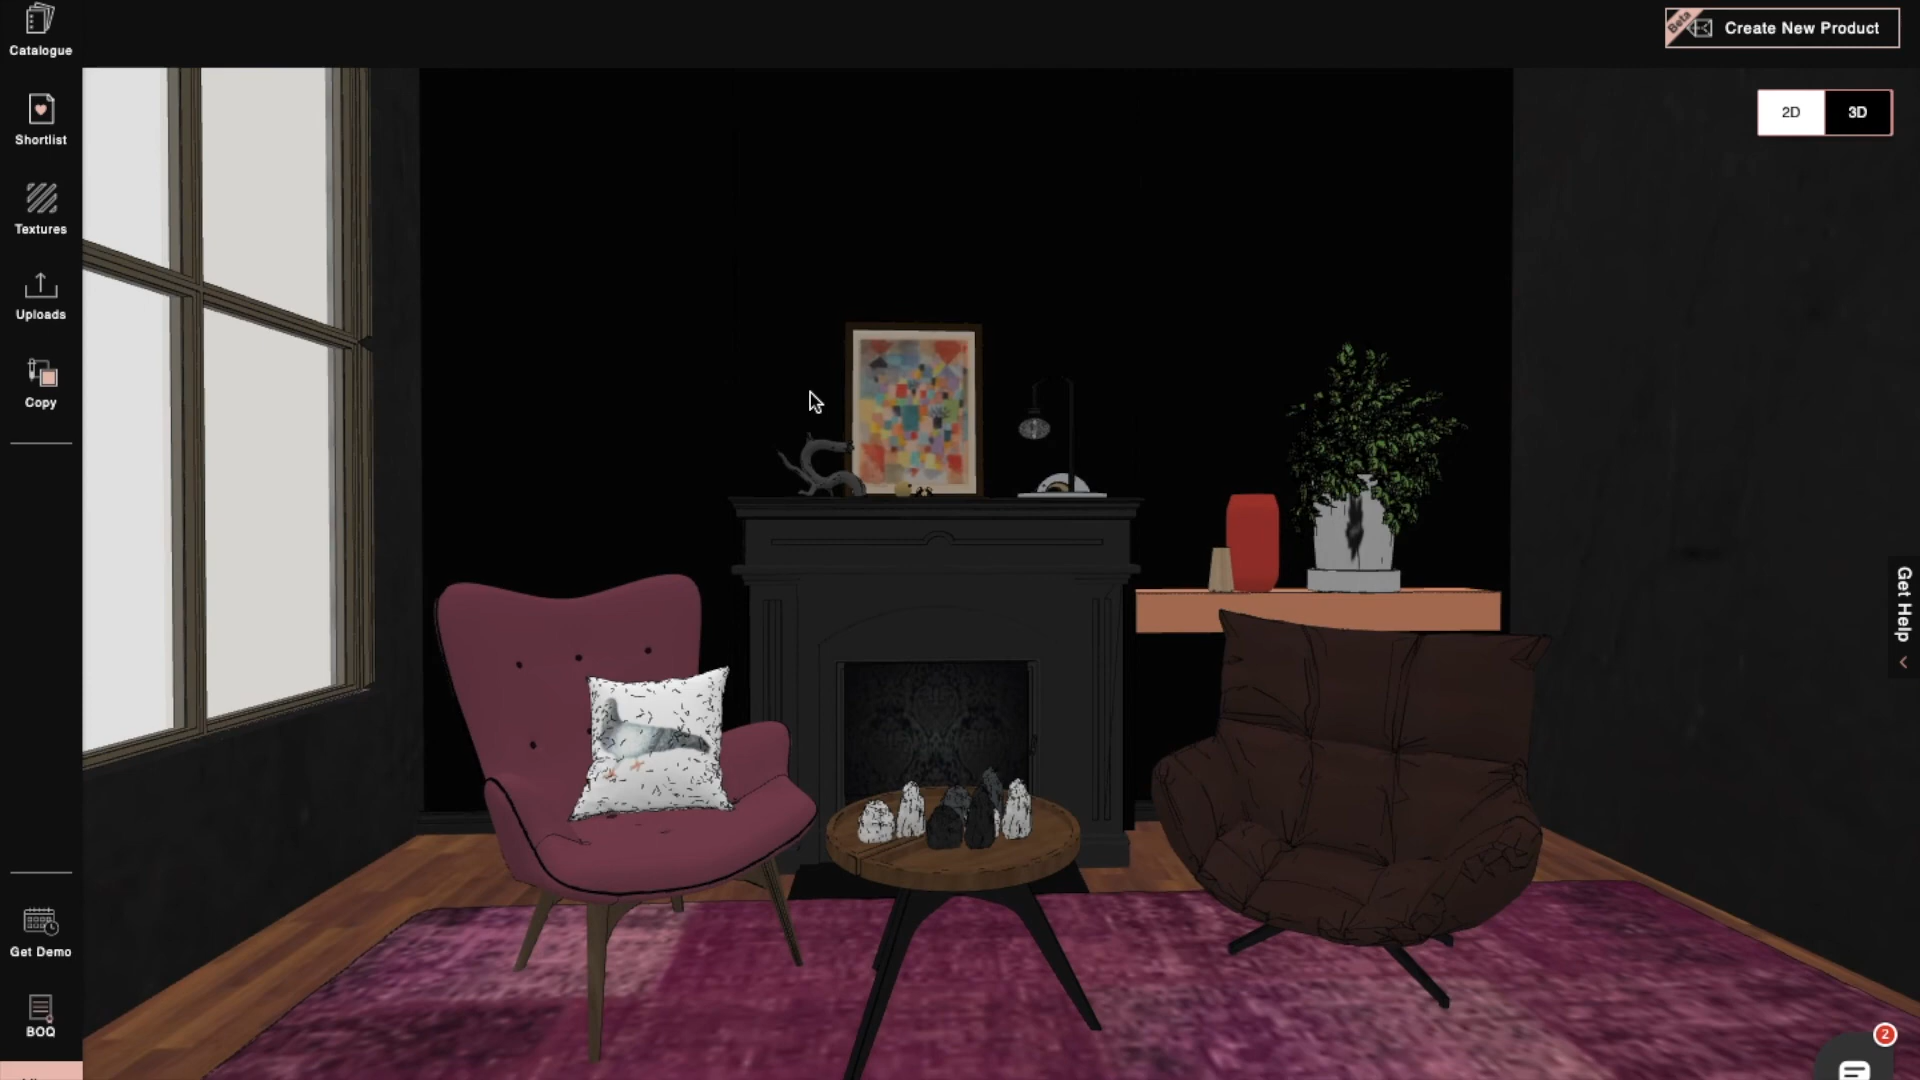 Catalogue
Beta
Create New Product
Shortlist
2D
3D
Textures
Uploads
Copy
Get Help
Get Demo
BOQ
2